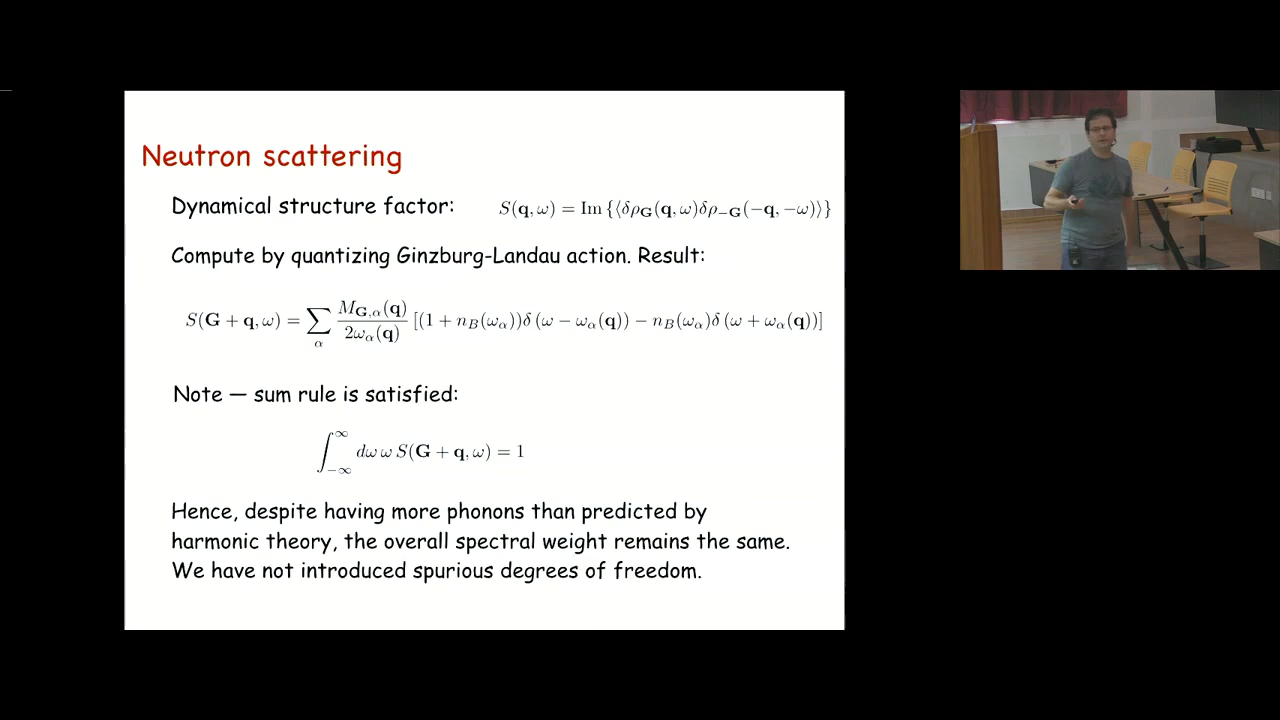 Neutron scattering
Dynamical structure factor: S(q, ω) = Im {⟨δρ_G(q, ω)δρ_{−G}(−q, −ω)⟩}
Compute by quantizing Ginzburg-Landau action. Result:
S(G + q, ω) = ∑_α M_{G,α}(q) / 2ω_α(q) [(1 + n_B(ω_α))δ (ω − ω_α(q)) − n_B(ω_α)δ (ω + ω_α(q))]
Note — sum rule is satisfied:
∫_{−∞}^{∞} dω ω S(G + q, ω) = 1
Hence, despite having more phonons than predicted by
harmonic theory, the overall spectral weight remains the same.
We have not introduced spurious degrees of freedom.